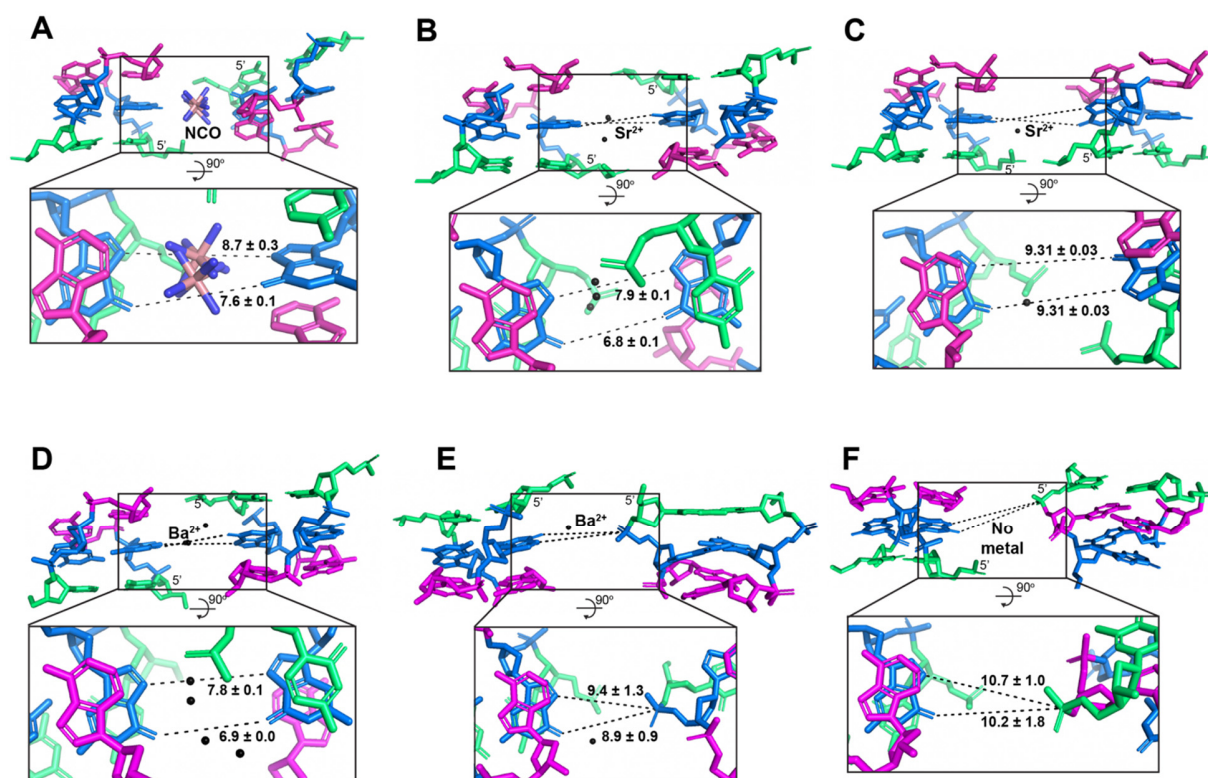 A
5'
5'
NCO
90°
8.7 ± 0.3
7.6 ± 0.1
B
5'
Sr²⁺
5'
90°
7.9 ± 0.1
6.8 ± 0.1
C
Sr²⁺
5'
90°
9.31 ± 0.03
9.31 ± 0.03
D
5'
Ba²⁺
5'
90°
7.8 ± 0.1
6.9 ± 0.0
E
5'
Ba²⁺
90°
9.4 ± 1.3
8.9 ± 0.9
F
5'
No
metal
5'
90°
10.7 ± 1.0
10.2 ± 1.8